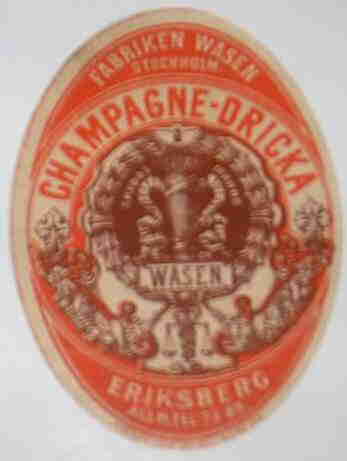 FABRIKEN WASEN
STOCKHOLM
CHAMPAGNE-DRICKA
WASEN
ERIKSBERG